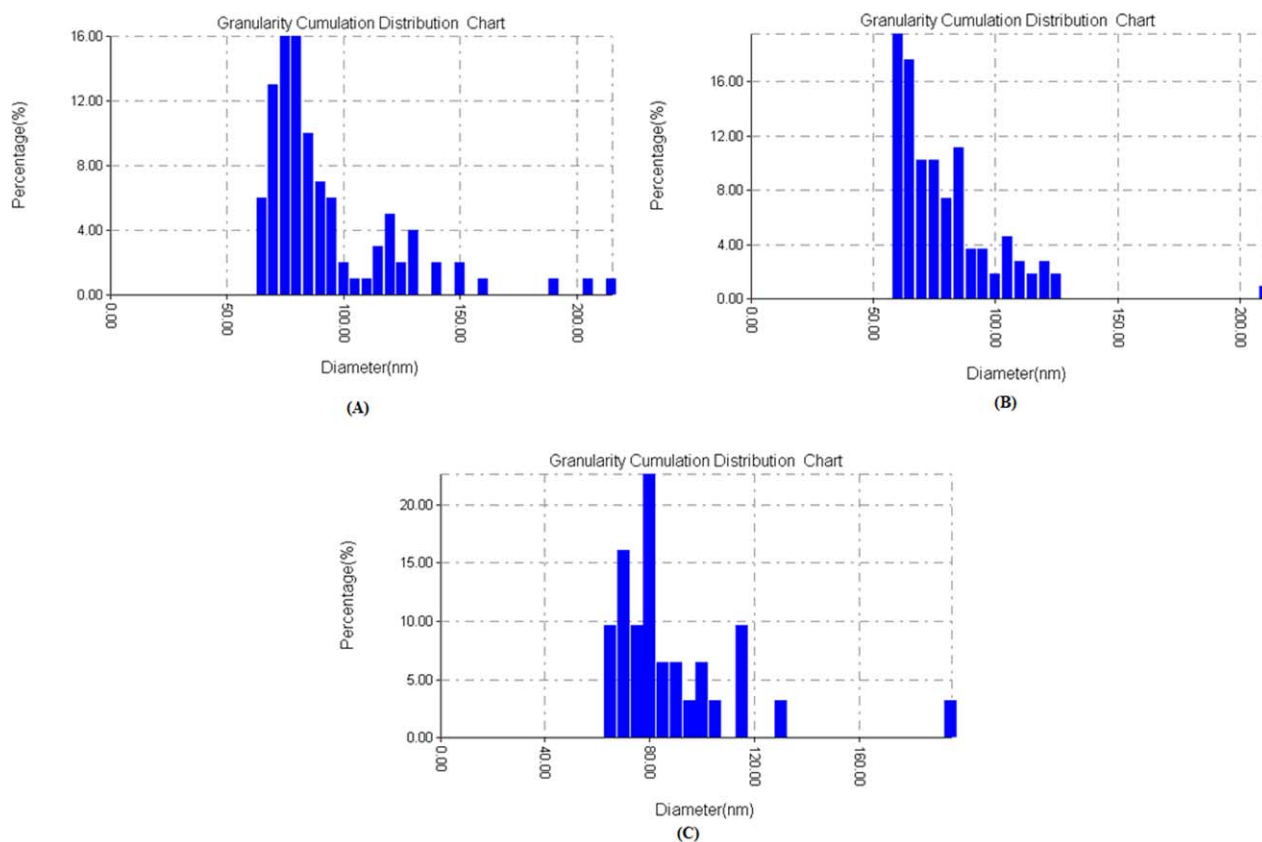 Granularity Cumulation Distribution Chart
16.00
12.00
8.00
4.00
0.00
Percentage(%)
0.00
50.00
100.00
150.00
200.00
Diameter(nm)
(A)
Granularity Cumulation Distribution Chart
16.00
12.00
8.00
4.00
0.00
Percentage(%)
0.00
50.00
100.00
150.00
200.00
Diameter(nm)
(B)
Granularity Cumulation Distribution Chart
20.00
15.00
10.00
5.00
0.00
Percentage(%)
0.00
40.00
80.00
120.00
160.00
Diameter(nm)
(C)